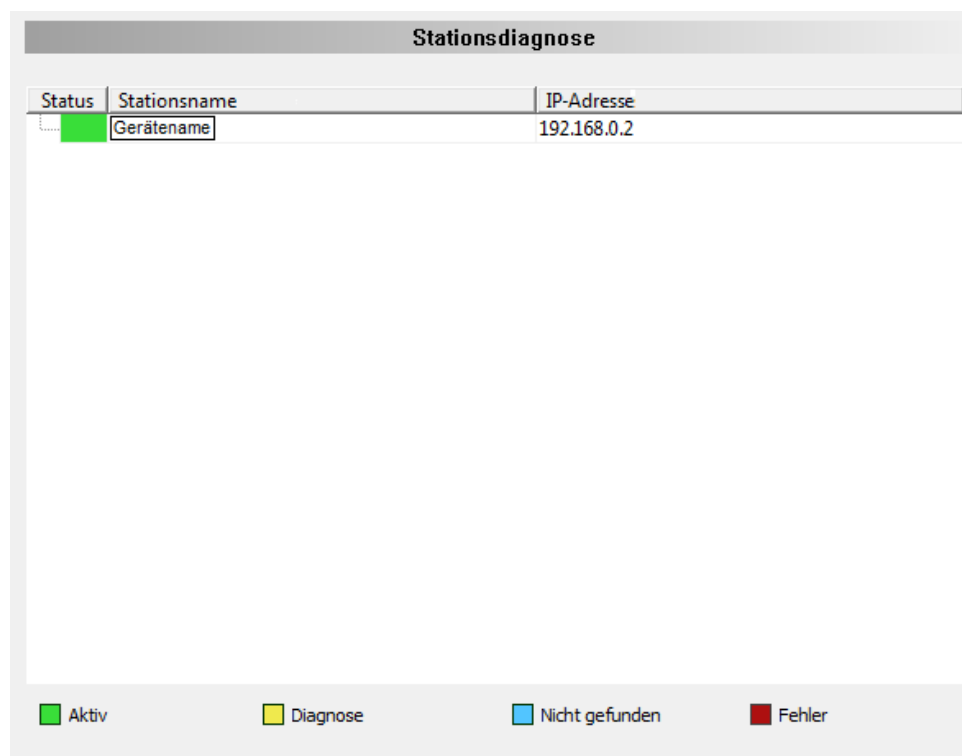 Stationsdiagnose
Status Stationsname IP-Adresse
Gerätename 192.168.0.2
Aktiv Diagnose Nicht gefunden Fehler